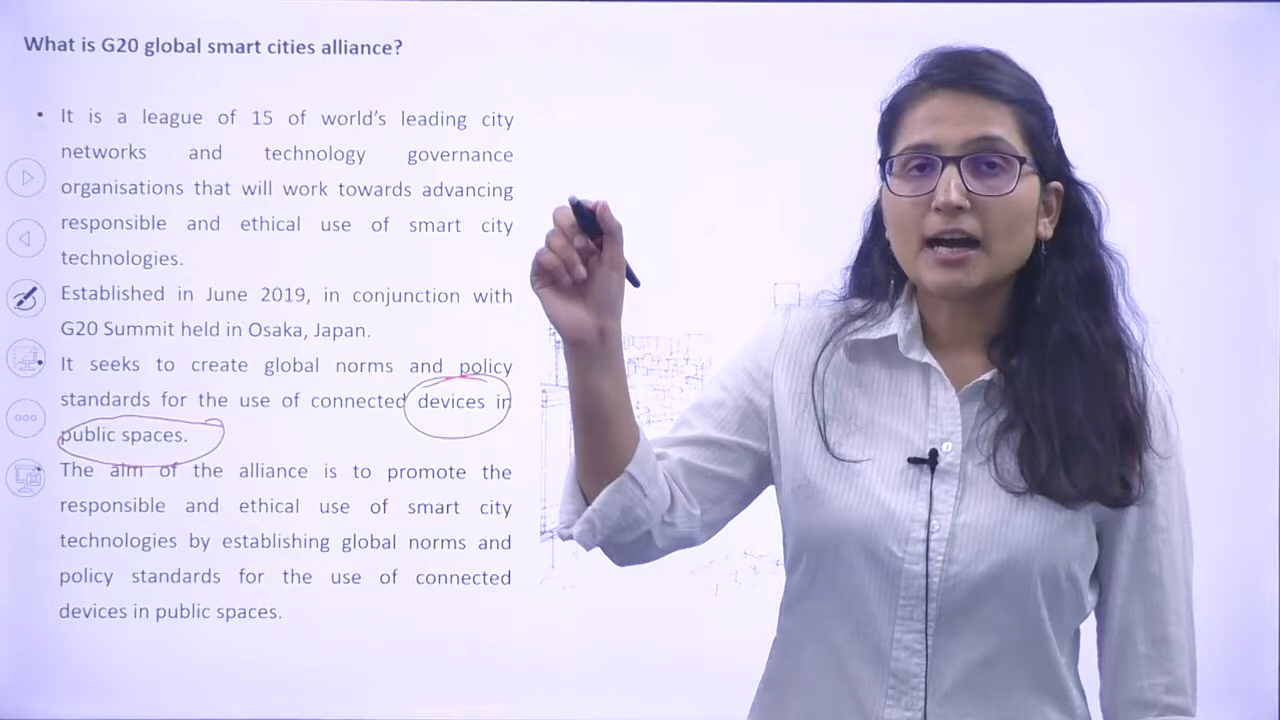 What is G20 global smart cities alliance?
• It is a league of 15 of world's leading city
networks and technology governance
organisations that will work towards advancing
responsible and ethical use of smart city
technologies.
Established in June 2019, in conjunction with
G20 Summit held in Osaka, Japan.
It seeks to create global norms and policy
standards for the use of connected devices in
public spaces.
The aim of the alliance is to promote the
responsible and ethical use of smart city
technologies by establishing global norms and
policy standards for the use of connected
devices in public spaces.